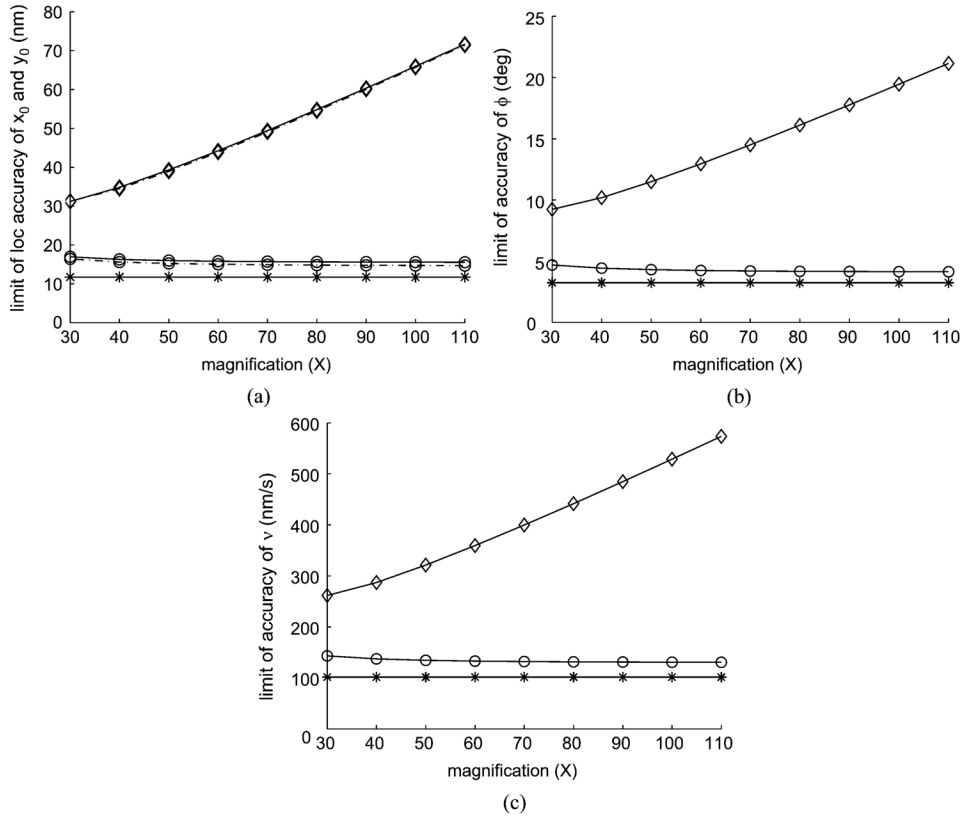 limit of loc accuracy of x0 and y0 (nm)
80
70
60
50
40
30
20
10
0
30 40 50 60 70 80 90 100 110
magnification (X)
(a)
limit of accuracy of ϕ (deg)
25
20
15
10
5
0
30 40 50 60 70 80 90 100 110
magnification (X)
(b)
limit of accuracy of ν (nm/s)
600
500
400
300
200
100
0
30 40 50 60 70 80 90 100 110
magnification (X)
(c)